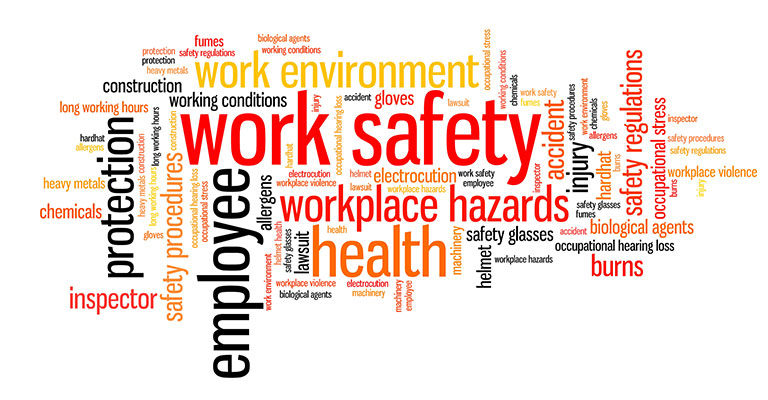 fumes
biological agents
protection
safety regulations
working conditions
protection
heavy metals
work environment
occupational stress
working conditions
chemicals
construction
working conditions
injury
accident
gloves
lawsuit
work safety
fumes
safety procedures
work environment
chemicals
gloves
safety regulations
long working hours
work safety
accident
occupational stress
inspector
hardhat
allergens
protection
heavy metals
construction
long working hours
long working hours
construction
hardhat
occupational hearing loss
allergens
safety procedures
safety regulations
injury
hardhat
burns
heavy metals
chemicals
safety procedures
occupational hearing loss
occupational stress
employee
allergens
electrocution
workplace violence
helmet
lawsuit
electrocution
workplace hazards
work safety
employee
inspector
workplace violence
burns
injury
workplace hazards
safety glasses
fumes
gloves
helmet
health
safety glasses
lawsuit
health
health
machinery
safety glasses
accident
biological agents
occupational hearing loss
helmet
workplace hazards
burns
inspector
work environment
workplace violence
biological agents
electrocution
machinery
machinery
employee